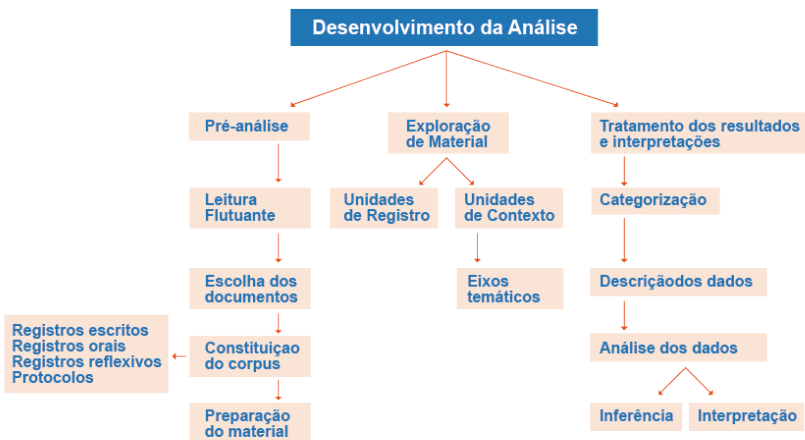 Desenvolvimento da Análise
Pré-análise
Exploração
de Material
Tratamento dos resultados
e interpretações
Leitura
Flutuante
Unidades
de Registro
Unidades
de Contexto
Categorização
Escolha dos
documentos
Eixos
temáticos
Descriçãodos dados
Registros escritos
Registros orais
Registros reflexivos
Protocolos
Constituiçao
do corpus
Análise dos dados
Preparação
do material
Inferência
Interpretação